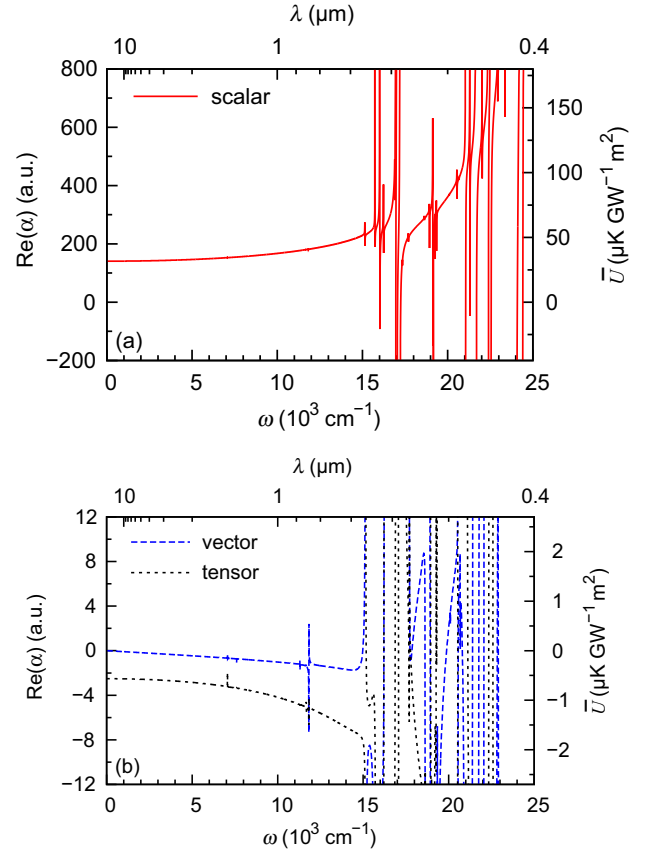 λ (μm)
10 1 0.4
800
600
400
200
0
−200
Re(α) (a.u.)
scalar
(a)
150
100
50
0
U̅ (μK GW⁻¹ m²)
0 5 10 15 20 25
ω (10³ cm⁻¹)
λ (μm)
10 1 0.4
12
8
4
0
−4
−8
−12
Re(α) (a.u.)
vector
tensor
(b)
2
1
0
−1
−2
U̅ (μK GW⁻¹ m²)
0 5 10 15 20 25
ω (10³ cm⁻¹)